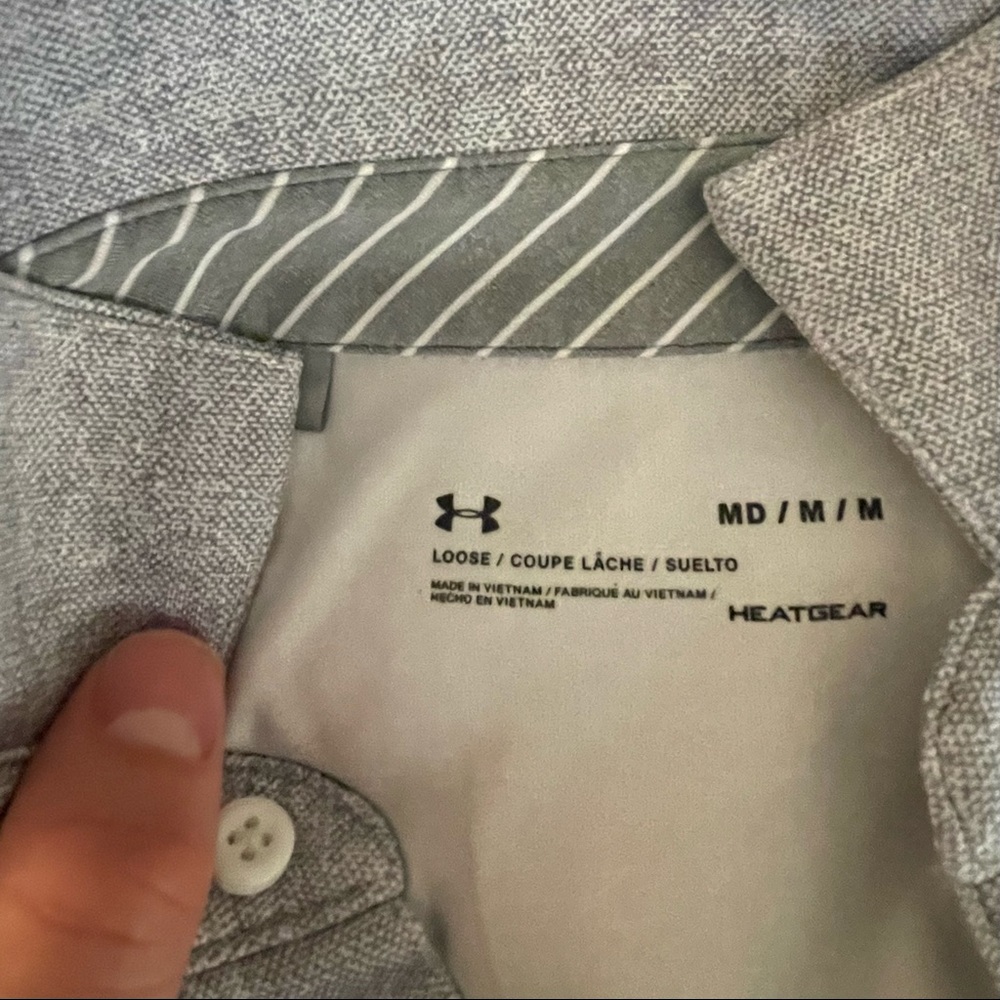 MD / M / M
LOOSE / COUPE LÂCHE / SUELTO
MADE IN VIETNAM / FABRIQUÉ AU VIETNAM /
HECHO EN VIETNAM
HEATGEAR